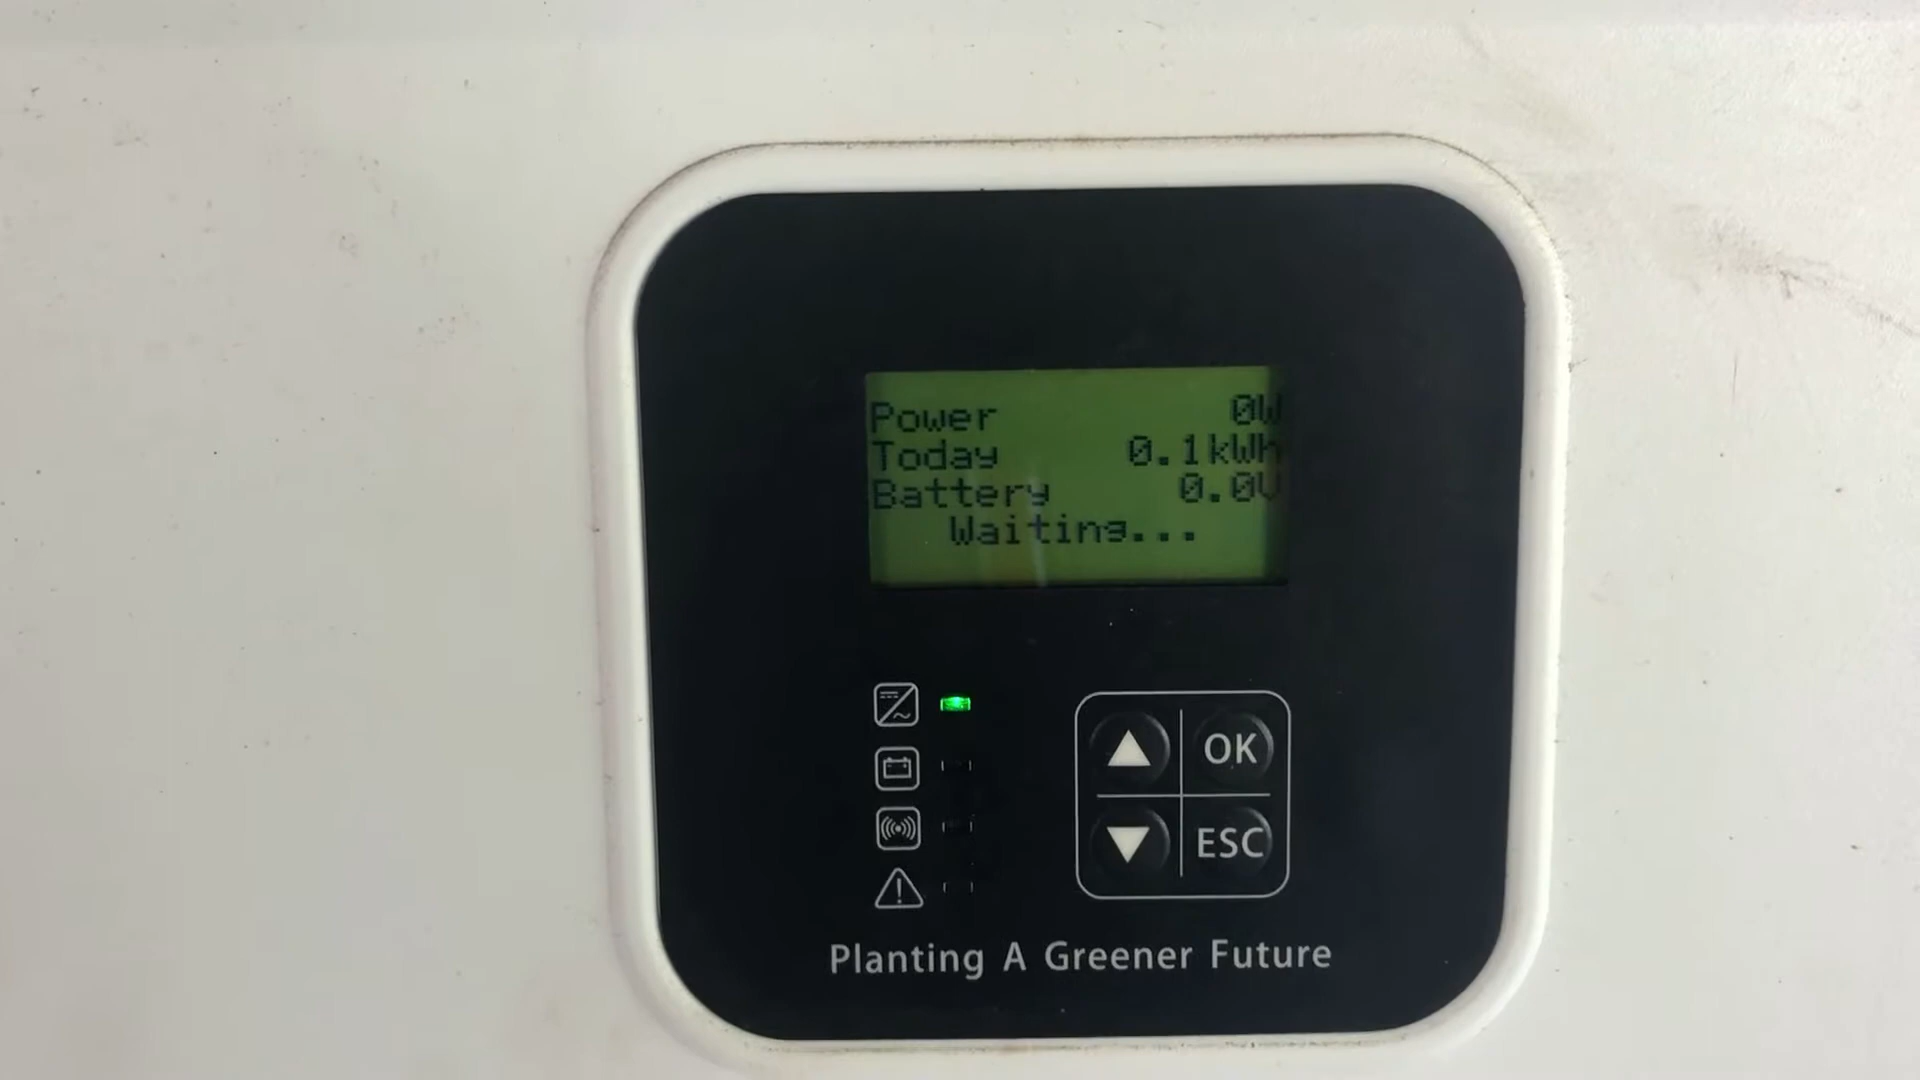 Power 0W
Today 0.1kWh
Battery 0.0V
Waiting...
OK
ESC
Planting A Greener Future